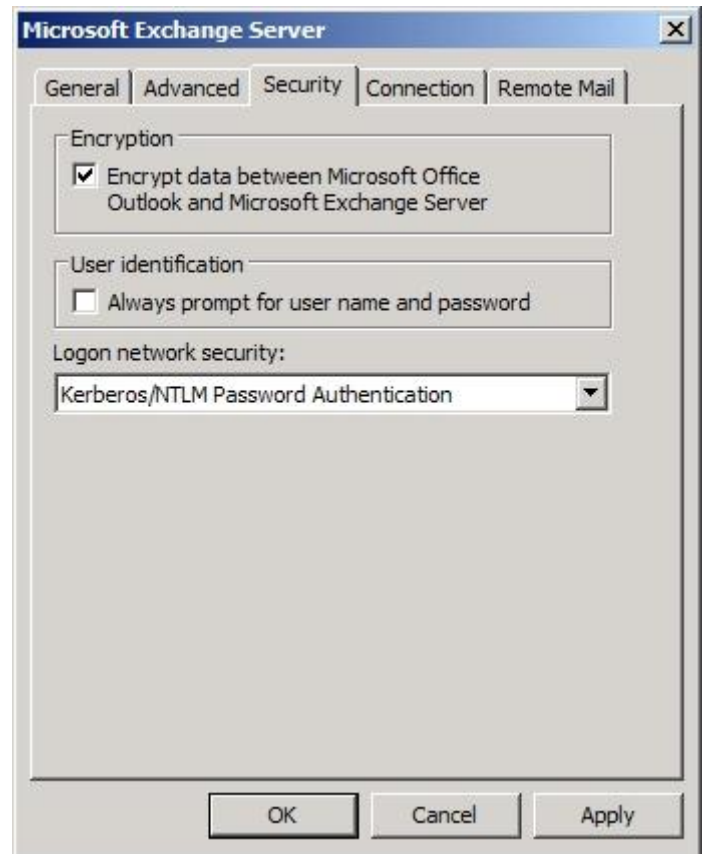 Microsoft Exchange Server
General Advanced Security Connection Remote Mail
Encryption
Encrypt data between Microsoft Office
Outlook and Microsoft Exchange Server
User identification
Always prompt for user name and password
Logon network security:
Kerberos/NTLM Password Authentication
OK Cancel Apply